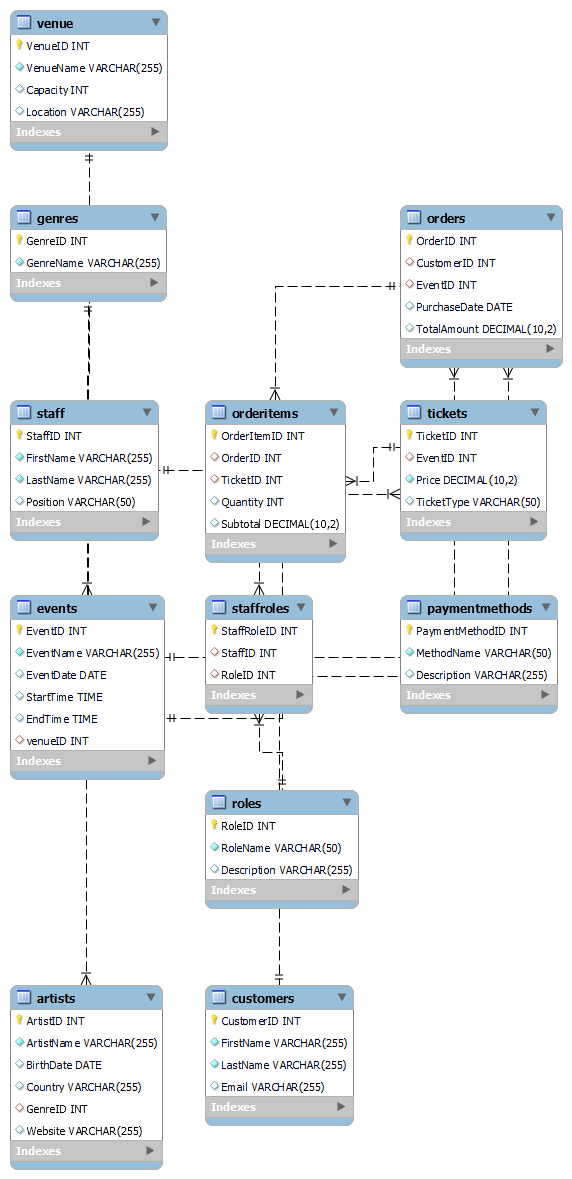 venue
VenueID INT
VenueName VARCHAR(255)
Capacity INT
Location VARCHAR(255)
Indexes
genres
GenreID INT
GenreName VARCHAR(255)
Indexes
orders
OrderID INT
CustomerID INT
EventID INT
PurchaseDate DATE
TotalAmount DECIMAL(10,2)
Indexes
staff
StaffID INT
FirstName VARCHAR(255)
LastName VARCHAR(255)
Position VARCHAR(50)
Indexes
orderitems
OrderItemID INT
OrderID INT
TicketID INT
Quantity INT
Subtotal DECIMAL(10,2)
Indexes
tickets
TicketID INT
EventID INT
Price DECIMAL(10,2)
TicketType VARCHAR(50)
Indexes
events
EventID INT
EventName VARCHAR(255)
EventDate DATE
StartTime TIME
EndTime TIME
venueID INT
Indexes
staffroles
StaffRoleID INT
StaffID INT
RoleID INT
Indexes
paymentmethods
PaymentMethodID INT
MethodName VARCHAR(50)
Description VARCHAR(255)
Indexes
roles
RoleID INT
RoleName VARCHAR(50)
Description VARCHAR(255)
Indexes
artists
ArtistID INT
ArtistName VARCHAR(255)
BirthDate DATE
Country VARCHAR(255)
GenreID INT
Website VARCHAR(255)
Indexes
customers
CustomerID INT
FirstName VARCHAR(255)
LastName VARCHAR(255)
Email VARCHAR(255)
Indexes